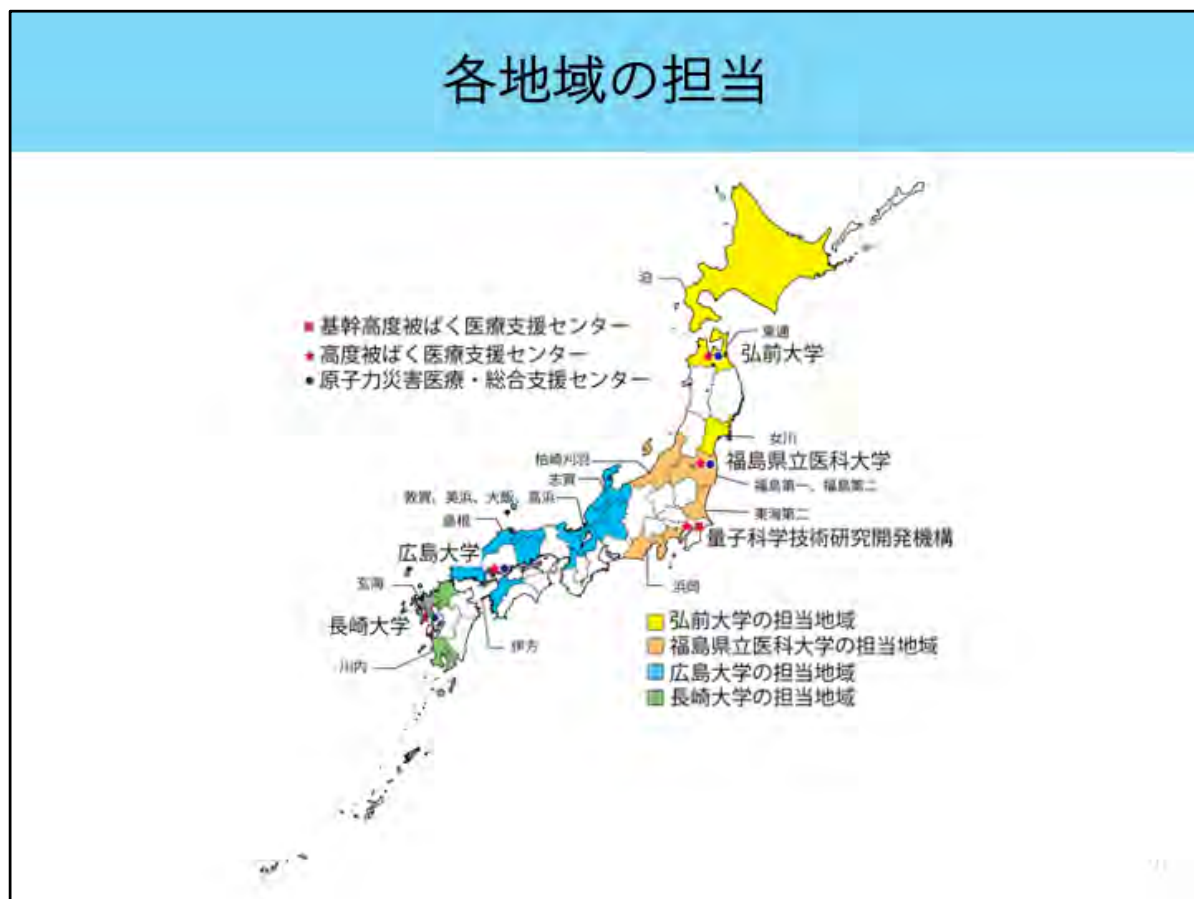 各地域の担当
泊
■ 基幹高度被ばく医療支援センター
★ 高度被ばく医療支援センター
● 原子力災害医療・総合支援センター
東通
弘前大学
女川
柏崎刈羽
福島県立医科大学
志賀
福島第一、福島第二
敦賀、美浜、大飯、高浜
東海第二
島根
量子科学技術研究開発機構
広島大学
浜岡
玄海
長崎大学
伊方
川内
弘前大学の担当地域
福島県立医科大学の担当地域
広島大学の担当地域
長崎大学の担当地域